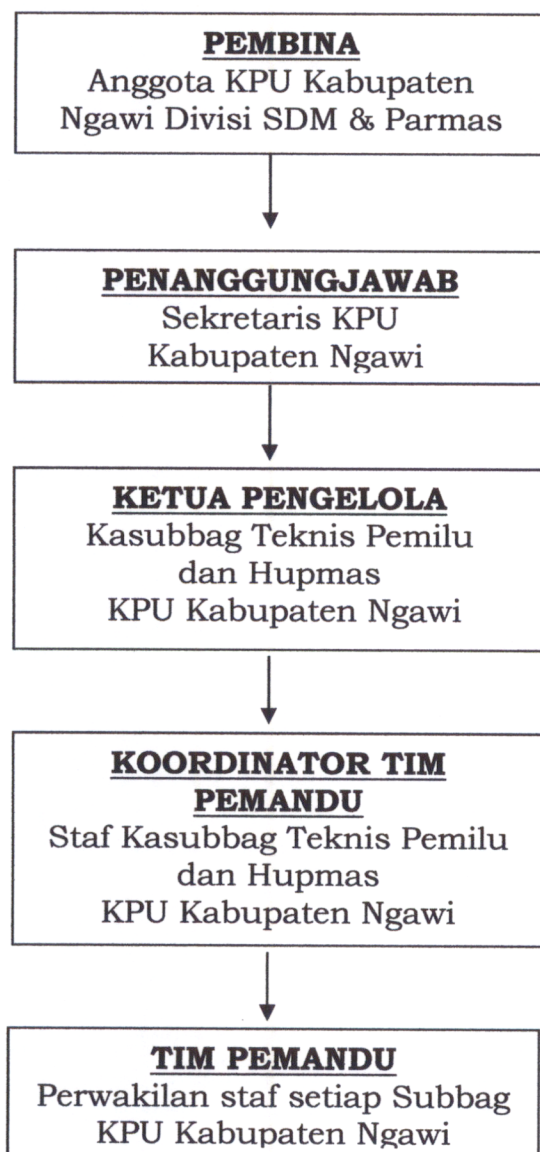 PEMBINA
Anggota KPU Kabupaten
Ngawi Divisi SDM & Parmas
PENANGGUNGJAWAB
Sekretaris KPU
Kabupaten Ngawi
KETUA PENGELOLA
Kasubbag Teknis Pemilu
dan Hupmas
KPU Kabupaten Ngawi
KOORDINATOR TIM
PEMANDU
Staf Kasubbag Teknis Pemilu
dan Hupmas
KPU Kabupaten Ngawi
TIM PEMANDU
Perwakilan staf setiap Subbag
KPU Kabupaten Ngawi